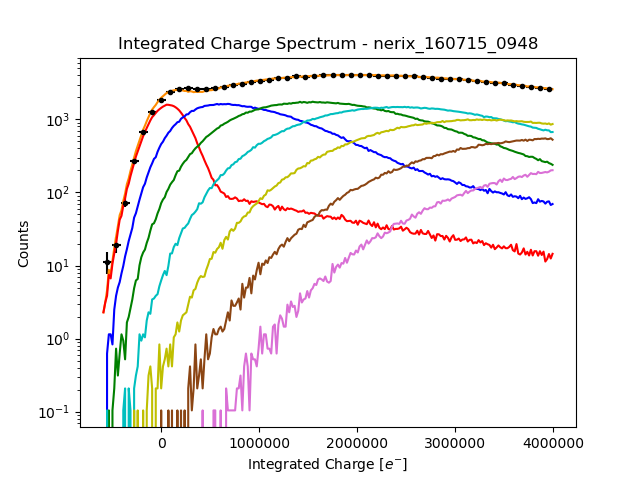 Integrated Charge Spectrum - nerix_160715_0948
Counts
10³
10²
10¹
10⁰
10⁻¹
0 1000000 2000000 3000000 4000000
Integrated Charge [e⁻]